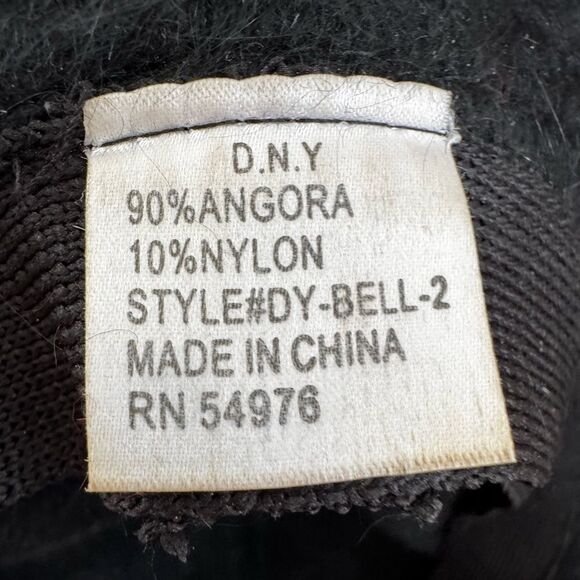 D.N.Y
90%ANGORA
10%NYLON
STYLE#DY-BELL-2
MADE IN CHINA
RN 54976